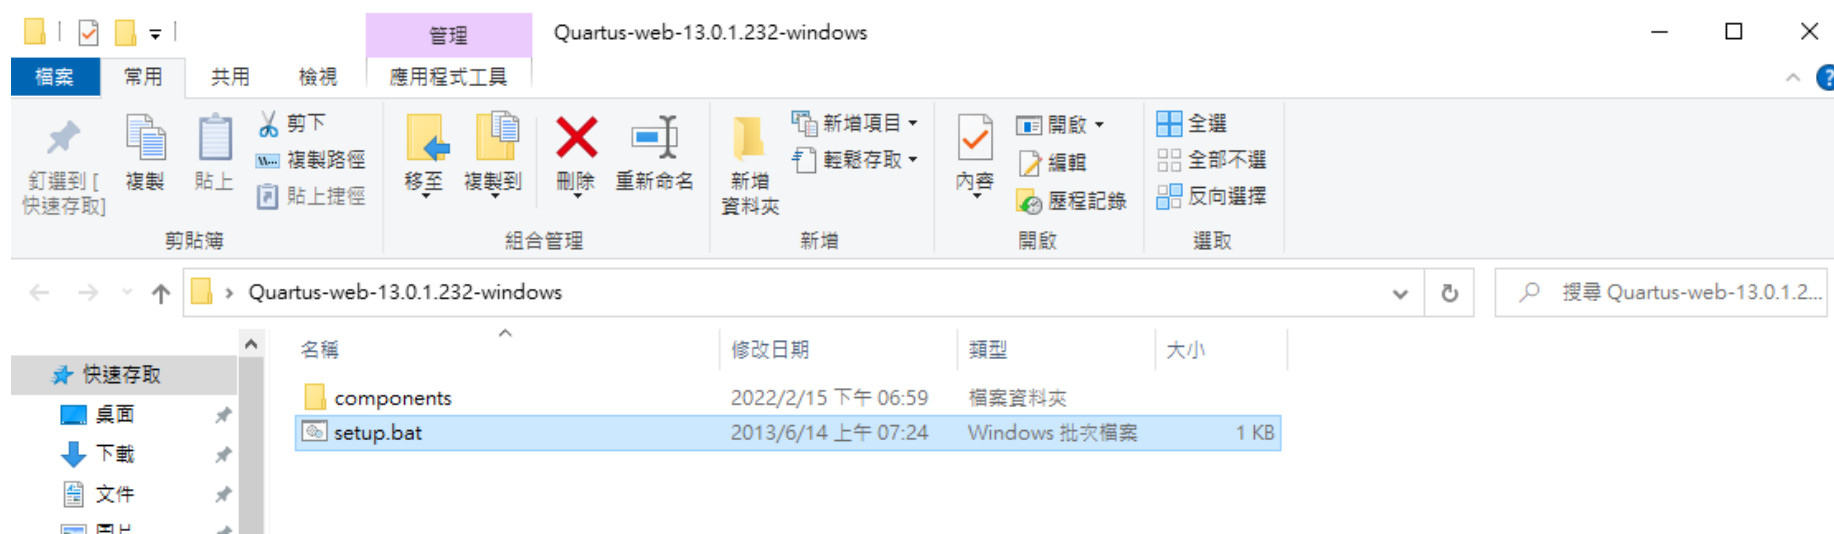 管理
Quartus-web-13.0.1.232-windows
檔案
常用
共用
檢視
應用程式工具
釘選到 [
快速存取]
複製
貼上
剪下
複製路徑
貼上捷徑
剪貼簿
移至
複製到
刪除
重新命名
組合管理
新增
資料夾
新增項目
輕鬆存取
新增
內容
開啟
編輯
歷程記錄
開啟
全選
全部不選
反向選擇
選取
Quartus-web-13.0.1.232-windows
搜尋 Quartus-web-13.0.1.2...
快速存取
桌面
下載
文件
圖片
名稱 修改日期 類型 大小
components 2022/2/15 下午 06:59 檔案資料夾
setup.bat 2013/6/14 上午 07:24 Windows 批次檔案 1 KB